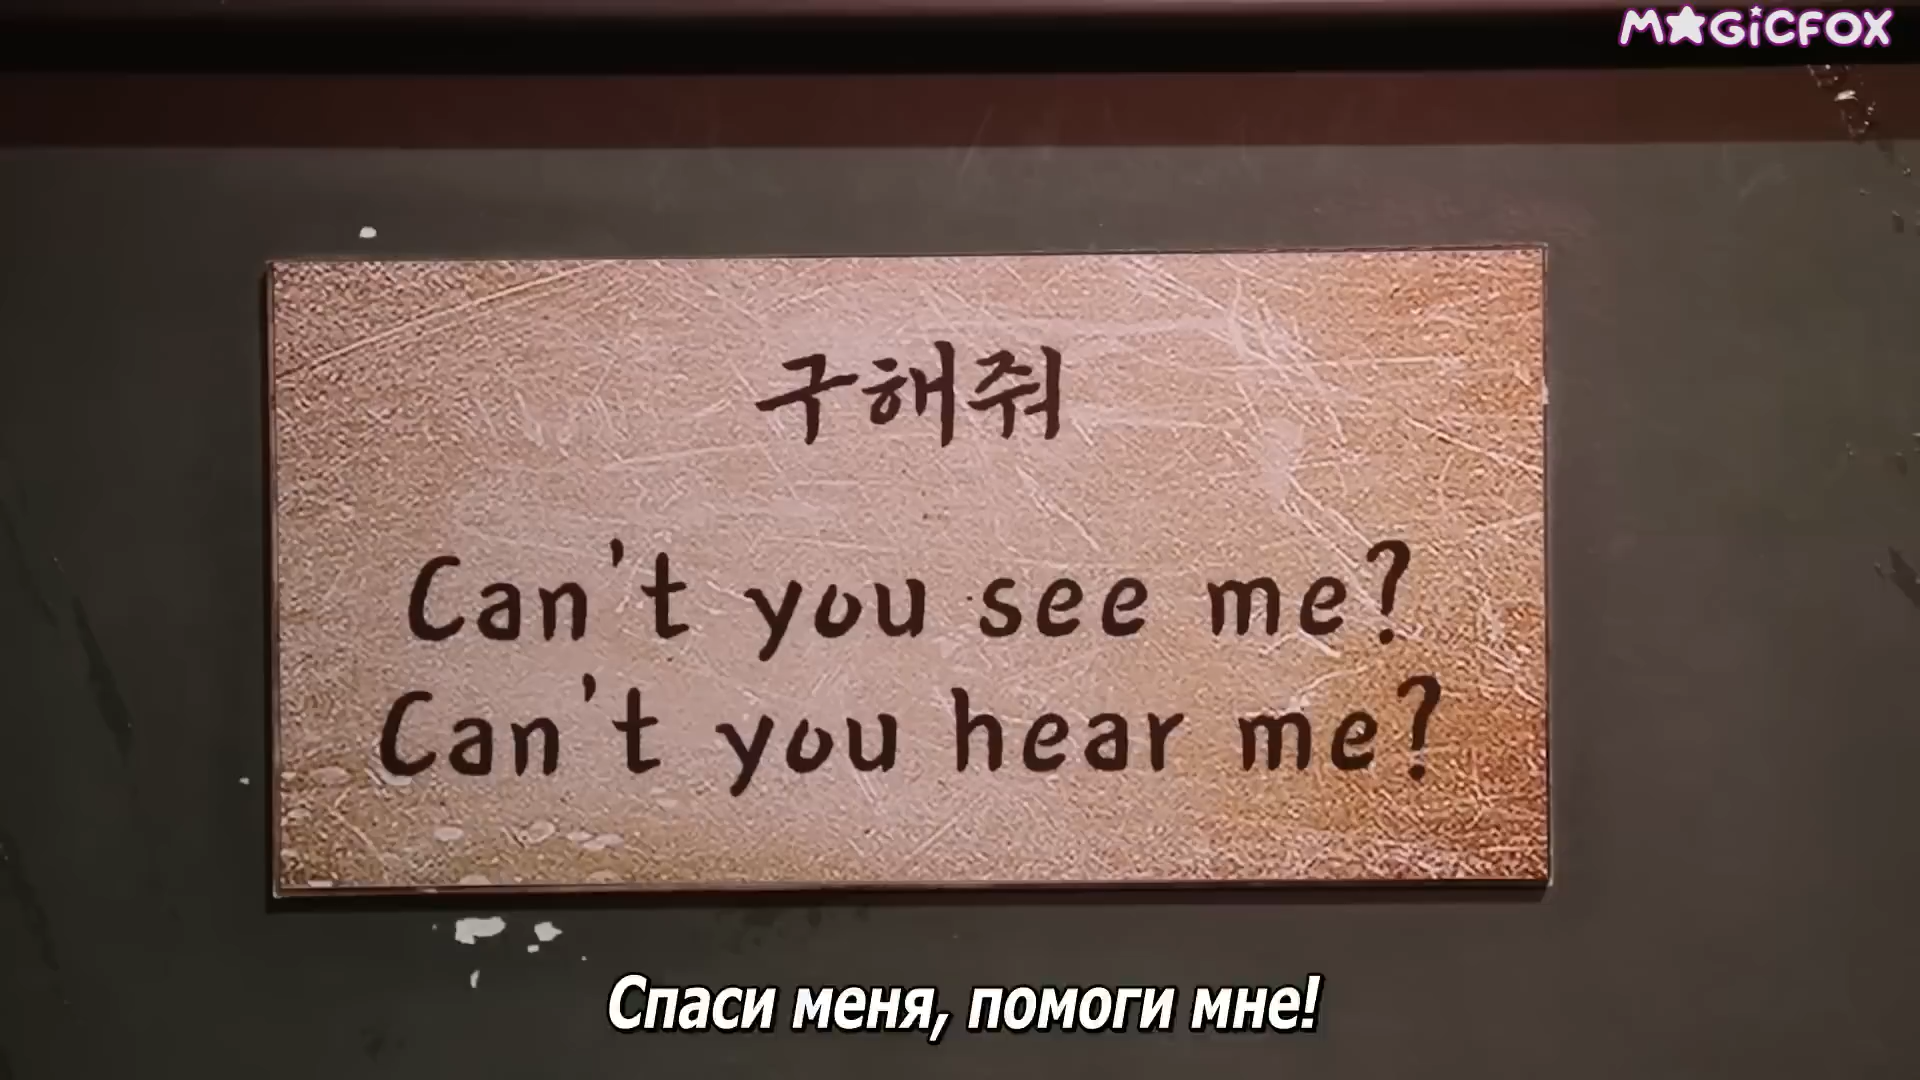 MAGiCFOX
구해줘
Can't you see me?
Can't you hear me?
Спаси меня, помоги мне!